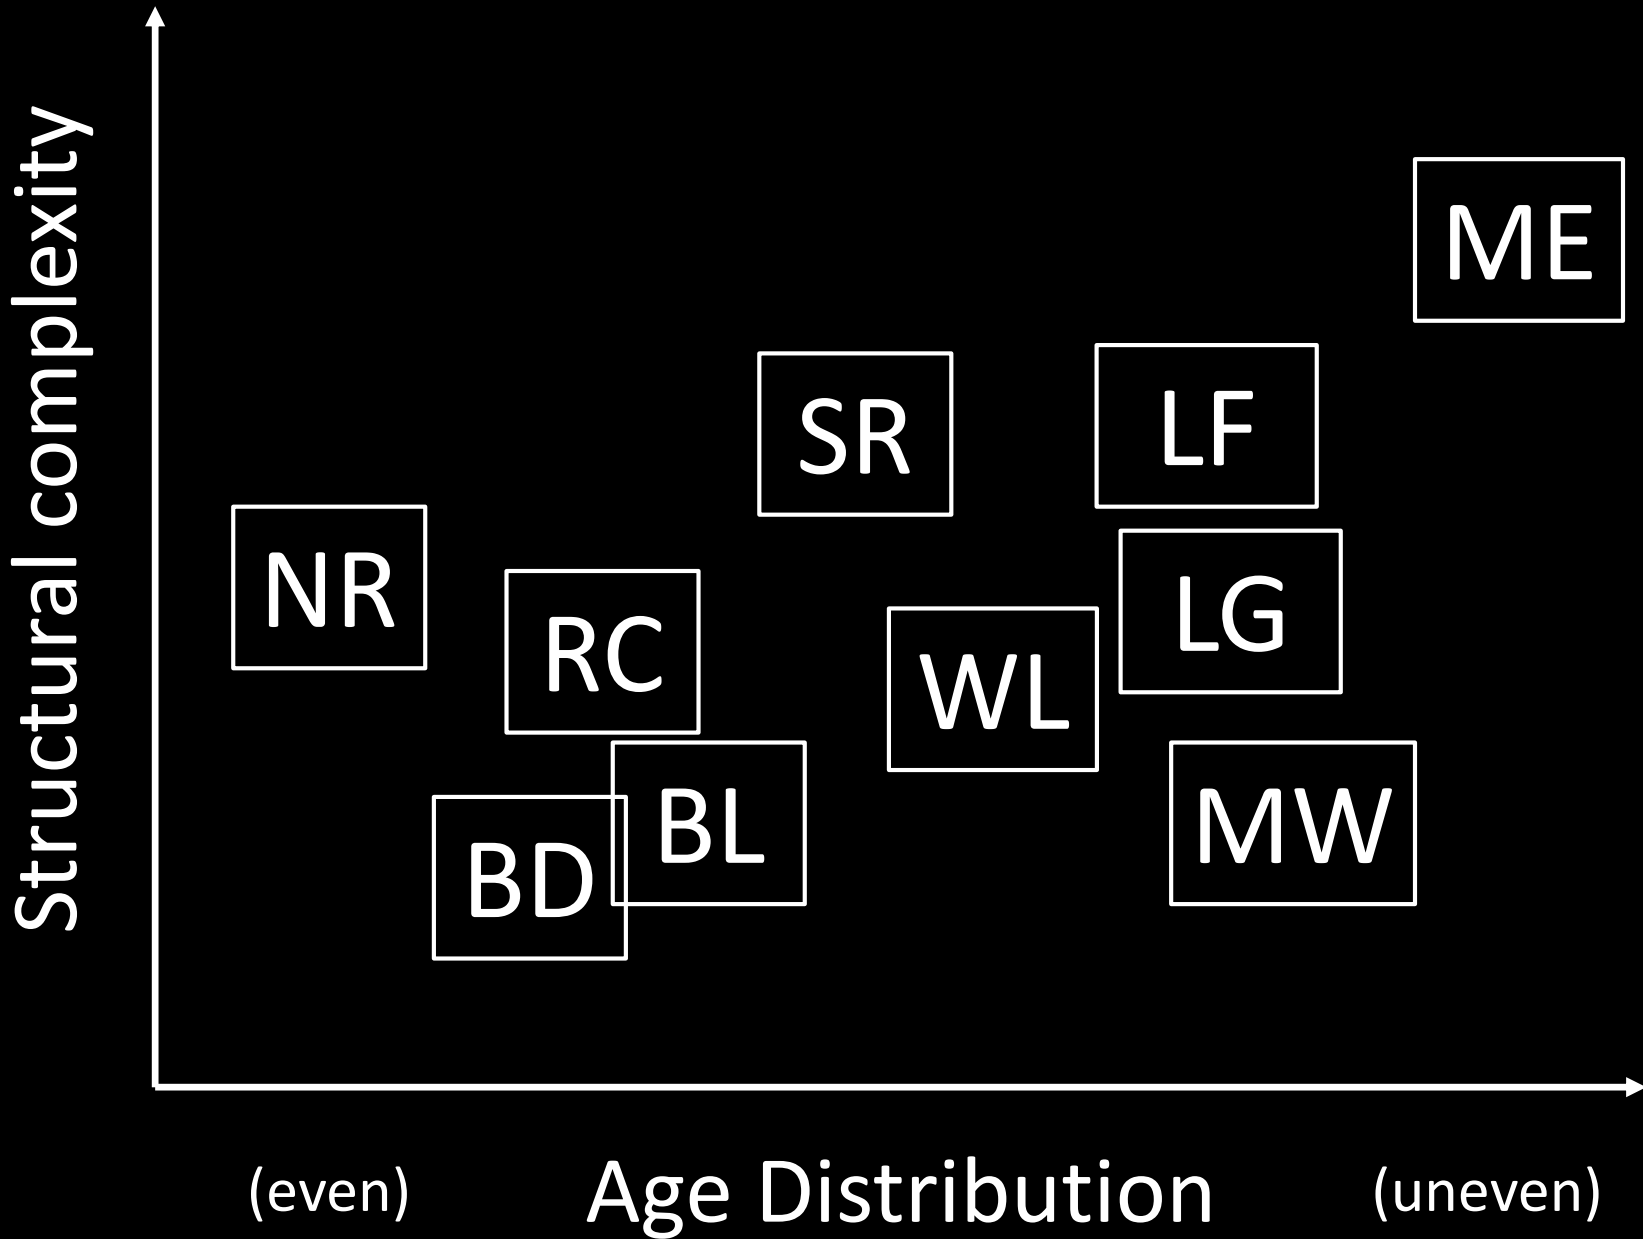 Structural complexity
ME
SR
LF
NR
LG
RC
WL
BL
MW
BD
(even)
Age Distribution
(uneven)